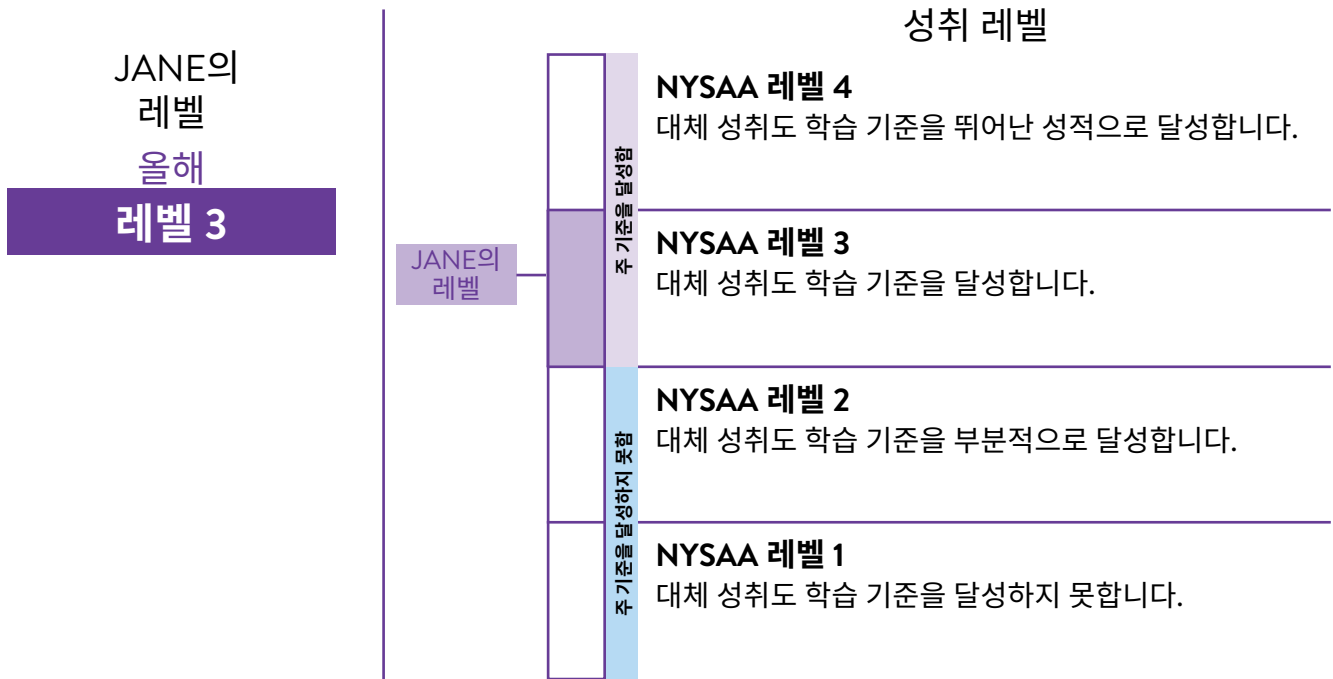 JANE의
레벨
올해
레벨 3
성취 레벨
JANE의
레벨
주 기준을 달성함
주 기준을 달성하지 못함
NYSAA 레벨 4
대체 성취도 학습 기준을 뛰어난 성적으로 달성합니다.
NYSAA 레벨 3
대체 성취도 학습 기준을 달성합니다.
NYSAA 레벨 2
대체 성취도 학습 기준을 부분적으로 달성합니다.
NYSAA 레벨 1
대체 성취도 학습 기준을 달성하지 못합니다.